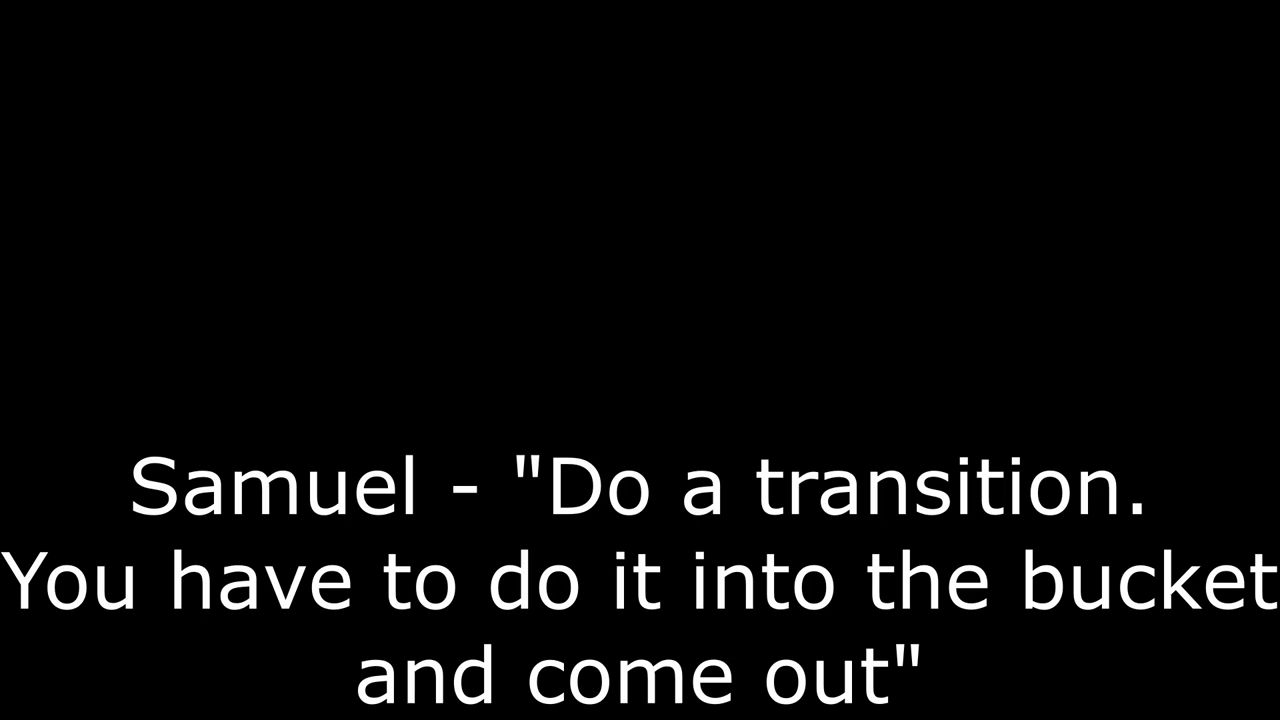 Samuel - "Do a transition.
You have to do it into the bucket
and come out"